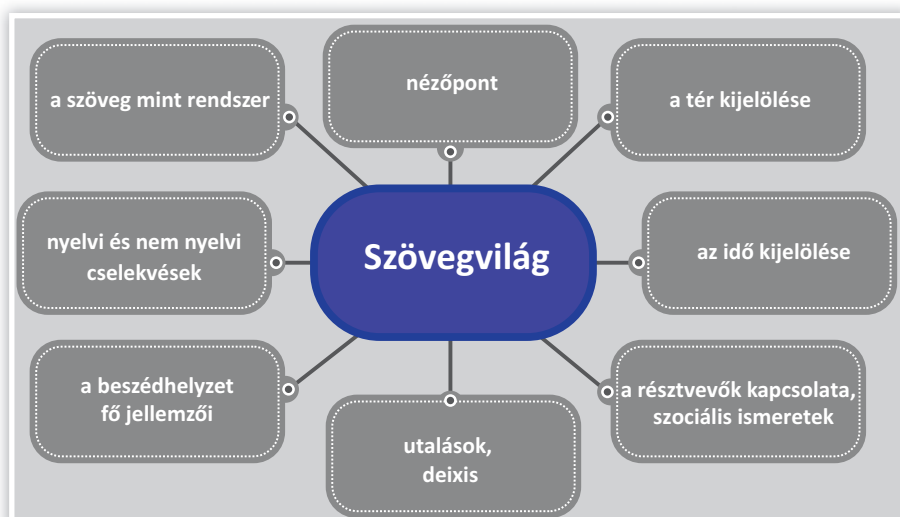 a szöveg mint rendszer
nézőpont
a tér kijelölése
nyelvi és nem nyelvi
cselekvések
Szövegvilág
az idő kijelölése
a beszédhelyzet
fő jellemzői
utalások,
deixis
a résztvevők kapcsolata,
szociális ismeretek